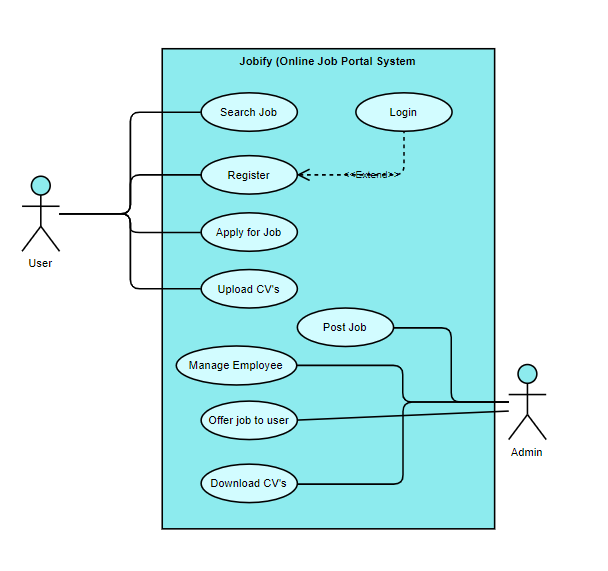 Jobify (Online Job Portal System
Search Job
Login
Register
<<Extend>>
Apply for Job
User
Upload CV's
Post Job
Manage Employee
Offer job to user
Admin
Download CV's